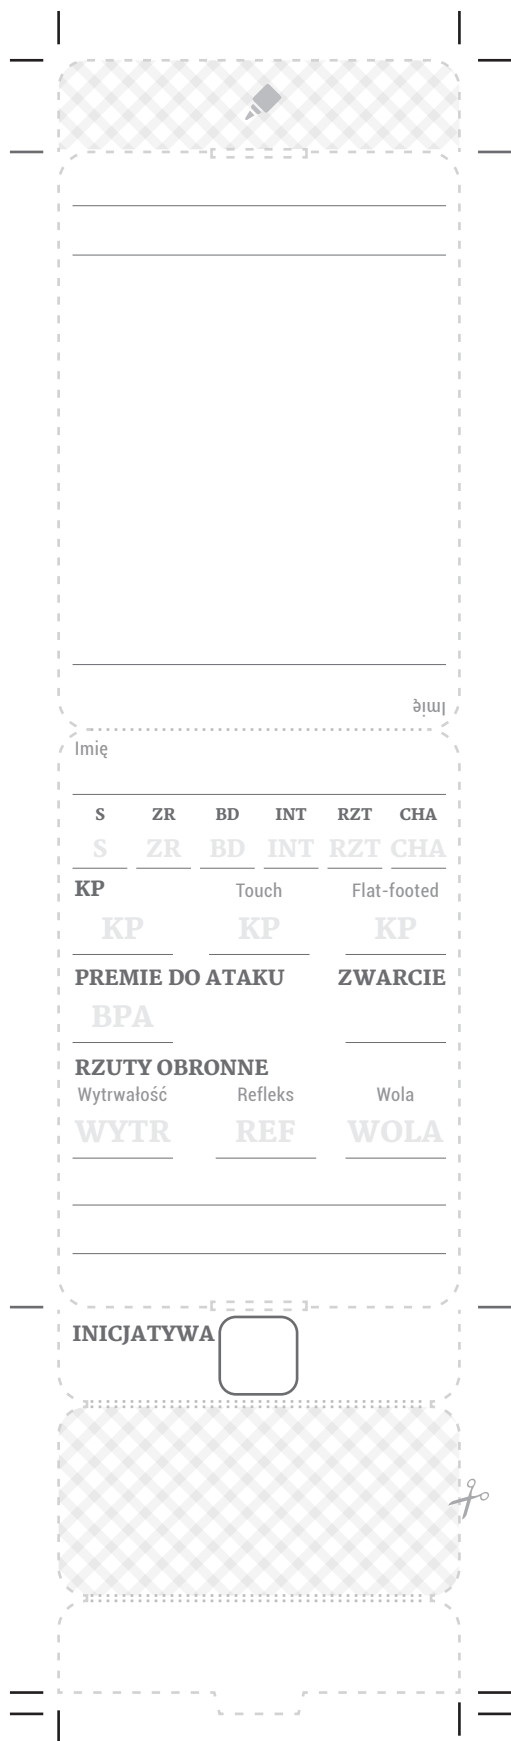 Imię
Imię
S ZR BD INT RZT CHA
S ZR BD INT RZT CHA
KP Touch Flat-footed
KP KP KP
PREMIE DO ATAKU ZWARCIE
BPA
RZUTY OBRONNE
Wytrwałość Refleks Wola
WYTR REF WOLA
INICJATYWA